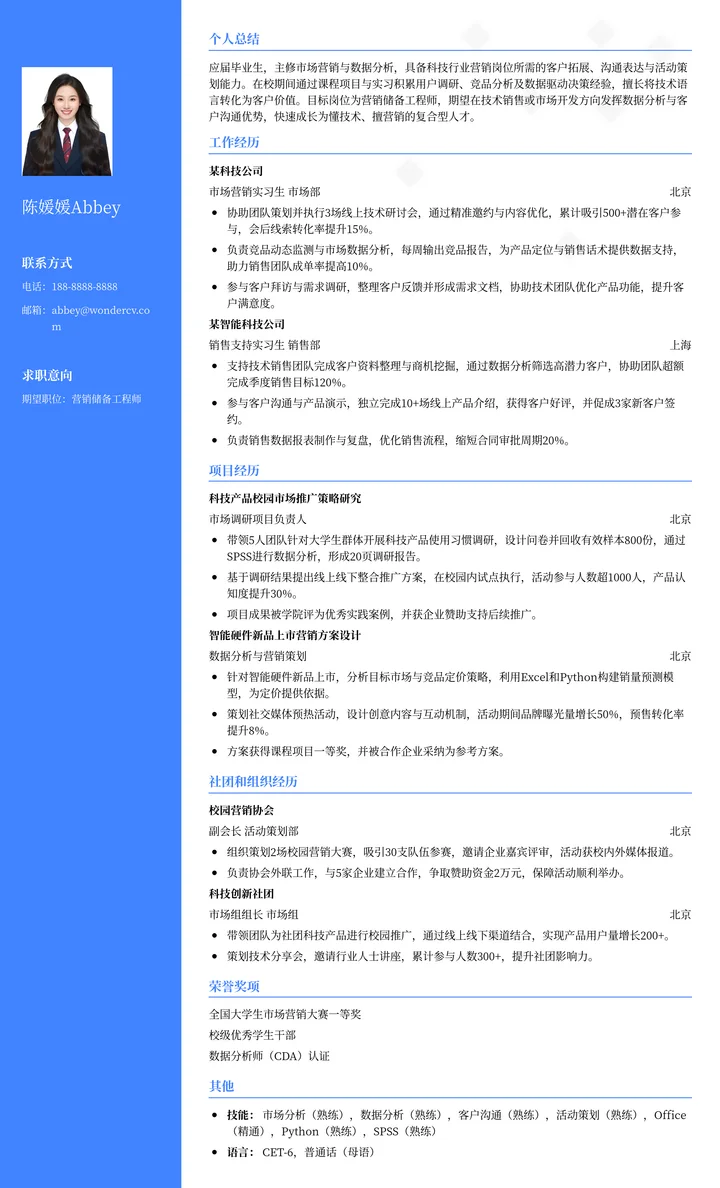 陈媛媛Abbey
联系方式
电话：188-8888-8888
邮箱：abbey@wondercv.co
m
求职意向
期望职位：营销储备工程师
个人总结
应届毕业生，主修市场营销与数据分析，具备科技行业营销岗位所需的客户拓展、沟通表达与活动策
划能力。在校期间通过课程项目与实习积累用户调研、竞品分析及数据驱动决策经验，擅长将技术语
言转化为客户价值。目标岗位为营销储备工程师，期望在技术销售或市场开发方向发挥数据分析与客
户沟通优势，快速成长为懂技术、擅营销的复合型人才。
工作经历
某科技公司
市场营销实习生 市场部 北京
• 协助团队策划并执行3场线上技术研讨会，通过精准邀约与内容优化，累计吸引500+潜在客户参
与，会后线索转化率提升15%。
• 负责竞品动态监测与市场数据分析，每周输出竞品报告，为产品定位与销售话术提供数据支持，
助力销售团队成单率提高10%。
• 参与客户拜访与需求调研，整理客户反馈并形成需求文档，协助技术团队优化产品功能，提升客
户满意度。
某智能科技公司
销售支持实习生 销售部 上海
• 支持技术销售团队完成客户资料整理与商机挖掘，通过数据分析筛选高潜力客户，协助团队超额
完成季度销售目标120%。
• 参与客户沟通与产品演示，独立完成10+场线上产品介绍，获得客户好评，并促成3家新客户签
约。
• 负责销售数据报表制作与复盘，优化销售流程，缩短合同审批周期20%。
项目经历
科技产品校园市场推广策略研究
市场调研项目负责人 北京
• 带领5人团队针对大学生群体开展科技产品使用习惯调研，设计问卷并回收有效样本800份，通过
SPSS进行数据分析，形成20页调研报告。
• 基于调研结果提出线上线下整合推广方案，在校园内试点执行，活动参与人数超1000人，产品认
知度提升30%。
• 项目成果被学院评为优秀实践案例，并获企业赞助支持后续推广。
智能硬件新品上市营销方案设计
数据分析与营销策划 北京
• 针对智能硬件新品上市，分析目标市场与竞品定价策略，利用Excel和Python构建销量预测模
型，为定价提供依据。
• 策划社交媒体预热活动，设计创意内容与互动机制，活动期间品牌曝光量增长50%，预售转化率
提升8%。
• 方案获得课程项目一等奖，并被合作企业采纳为参考方案。
社团和组织经历
校园营销协会
副会长 活动策划部 北京
• 组织策划2场校园营销大赛，吸引30支队伍参赛，邀请企业嘉宾评审，活动获校内外媒体报道。
• 负责协会外联工作，与5家企业建立合作，争取赞助资金2万元，保障活动顺利举办。
科技创新社团
市场组组长 市场组 北京
• 带领团队为社团科技产品进行校园推广，通过线上线下渠道结合，实现产品用户量增长200+。
• 策划技术分享会，邀请行业人士讲座，累计参与人数300+，提升社团影响力。
荣誉奖项
全国大学生市场营销大赛一等奖
校级优秀学生干部
数据分析师（CDA）认证
其他
• 技能： 市场分析（熟练），数据分析（熟练），客户沟通（熟练），活动策划（熟练），Office
（精通），Python（熟练），SPSS（熟练）
• 语言： CET-6，普通话（母语）